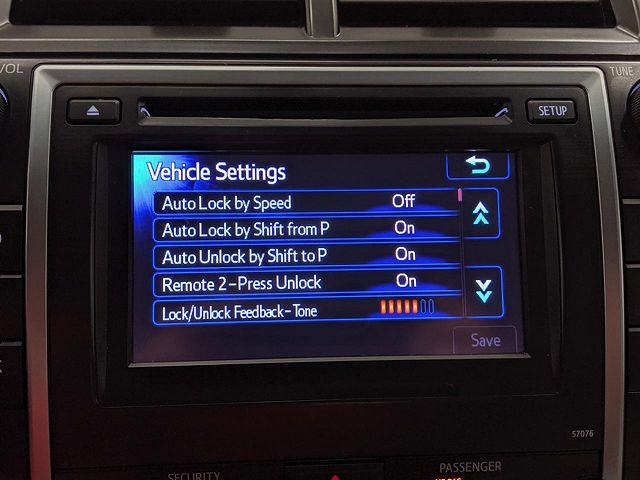 VOL
TUNE
SETUP
Vehicle Settings
Auto Lock by Speed Off
Auto Lock by Shift from P On
Auto Unlock by Shift to P On
Remote 2-Press Unlock On
Lock/Unlock Feedback-Tone
Save
57076
SECURITY
PASSENGER